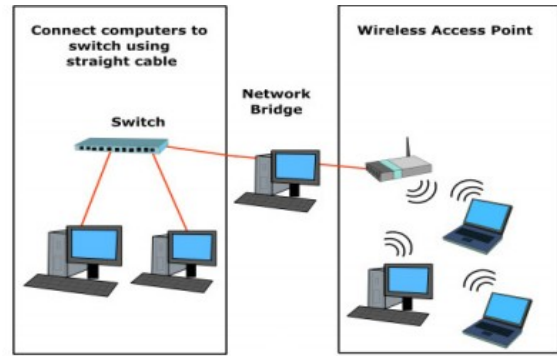 Connect computers to
switch using
straight cable
Switch
Network
Bridge
Wireless Access Point